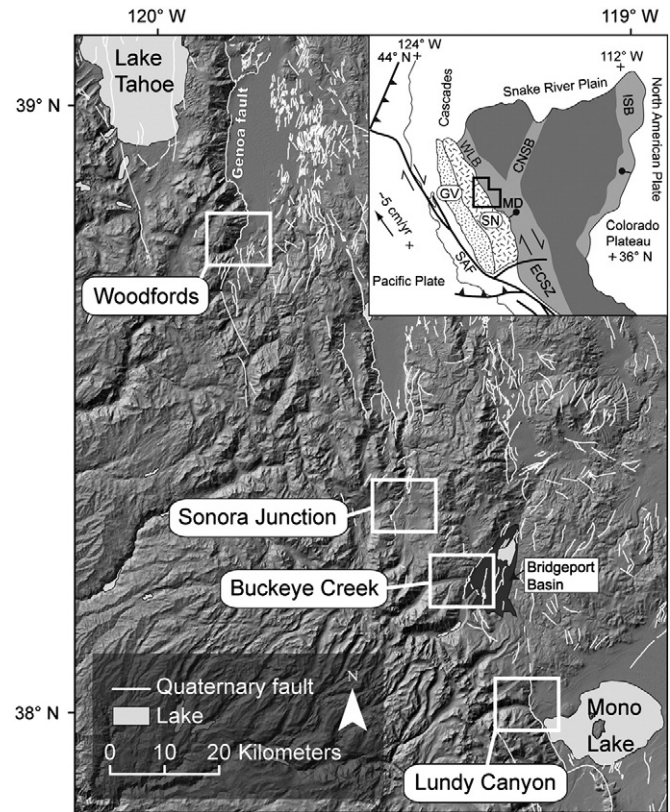 120° W
119° W
39° N
38° N
Lake
Tahoe
Genoa fault
Woodfords
Sonora Junction
Buckeye Creek
Bridgeport
Basin
Mono
Lake
Lundy Canyon
Quaternary fault
Lake
0 10 20 Kilometers
N
124° W
+
44° N
112° W
+
Cascades
Snake River Plain
ISB
North American Plate
WLB
CNSB
GV
SN
MD
~5 cm/yr
+
SAF
ECSZ
Colorado
Plateau
+ 36° N
Pacific Plate